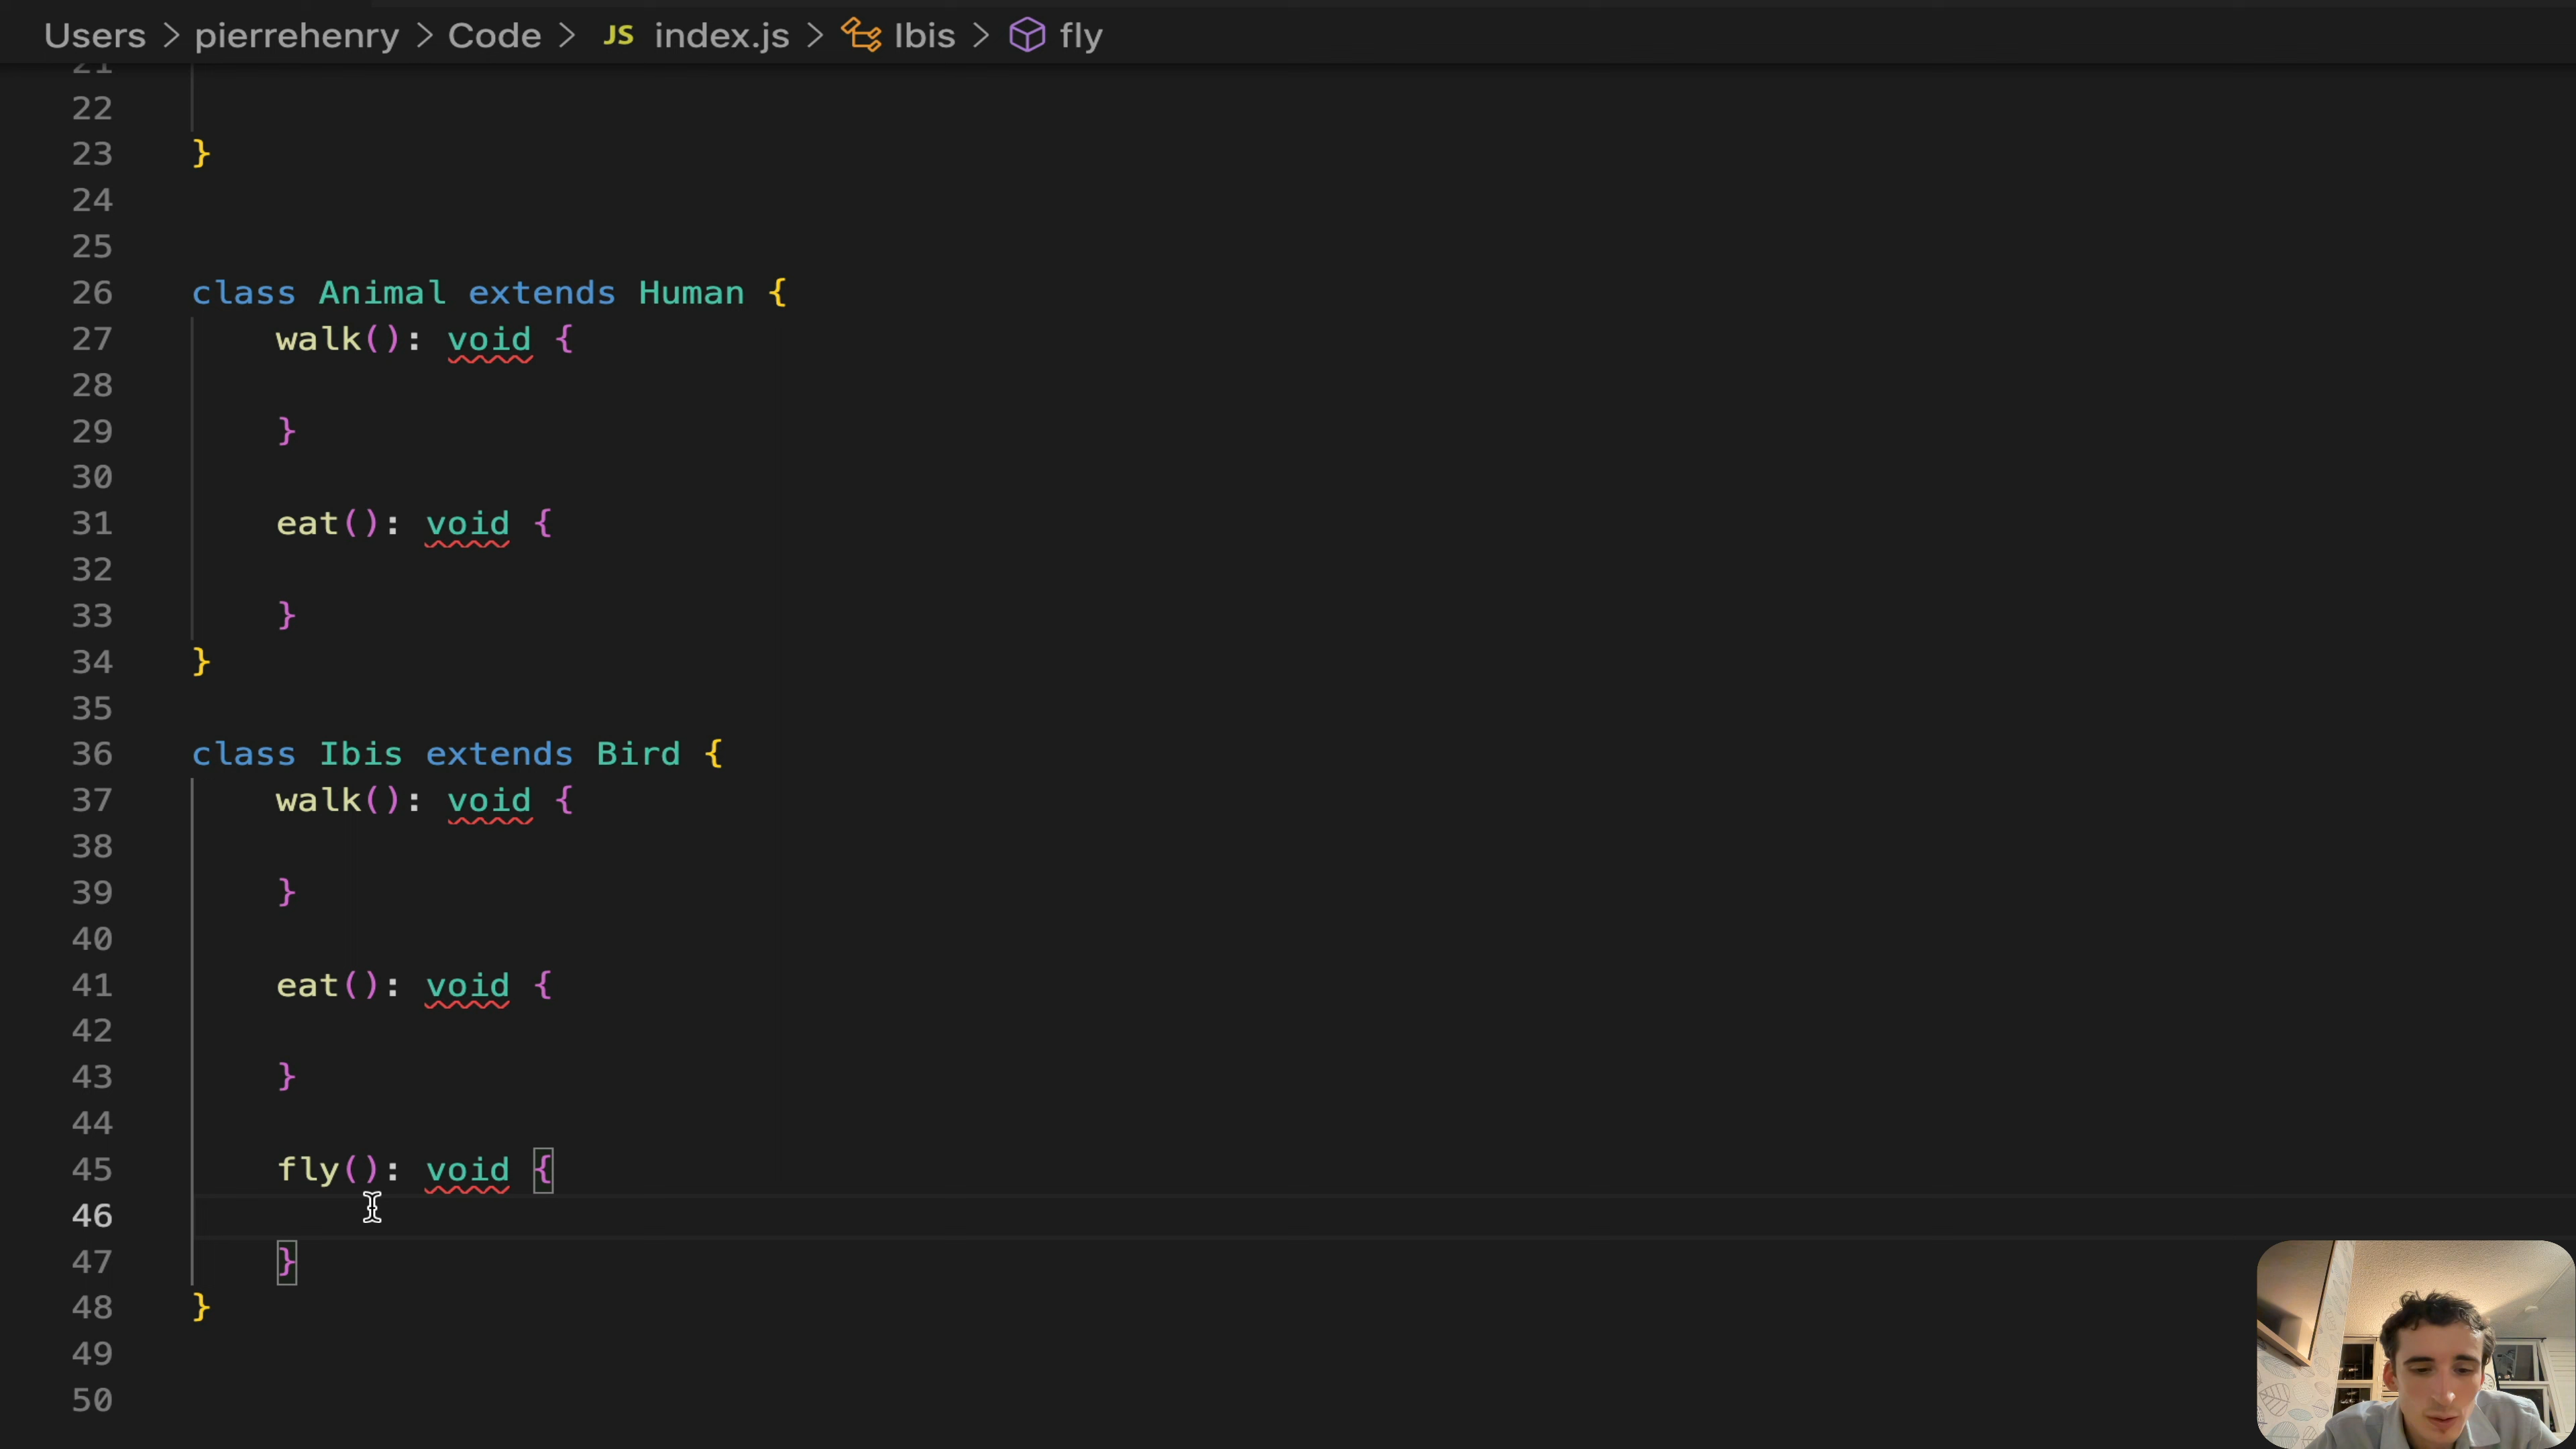 Users > pierrehenry > Code > JS index.js > Ibis > fly
21
22
23 }
24
25
26 class Animal extends Human {
27 walk(): void {
28
29 }
30
31 eat(): void {
32
33 }
34 }
35
36 class Ibis extends Bird {
37 walk(): void {
38
39 }
40
41 eat(): void {
42
43 }
44
45 fly(): void {
46
47 }
48 }
49
50